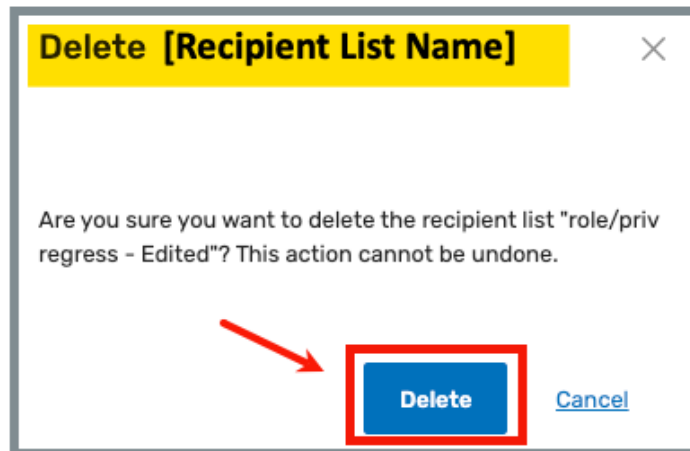 Delete [Recipient List Name]
Are you sure you want to delete the recipient list "role/priv
regress - Edited"? This action cannot be undone.
Delete Cancel